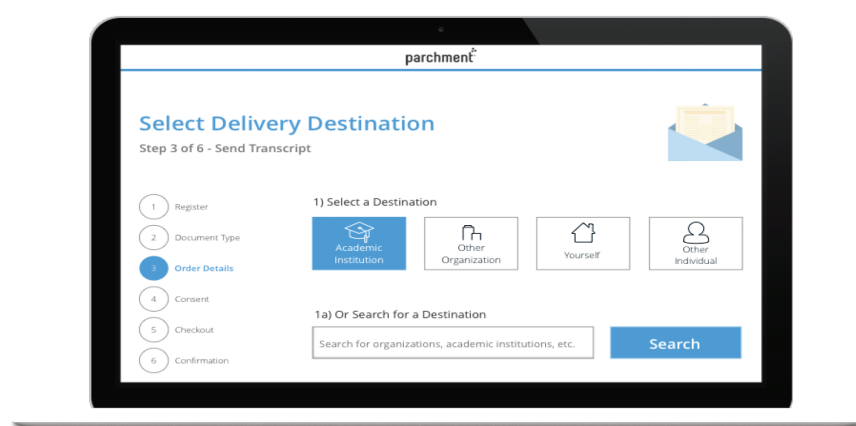 parchment
Select Delivery Destination
Step 3 of 6 - Send Transcript
1 Register
2 Document Type
3 Order Details
4 Consent
5 Checkout
6 Confirmation
1) Select a Destination
Academic
Institution
Other
Organization
Yourself
Other
Individual
1a) Or Search for a Destination
Search for organizations, academic institutions, etc.
Search